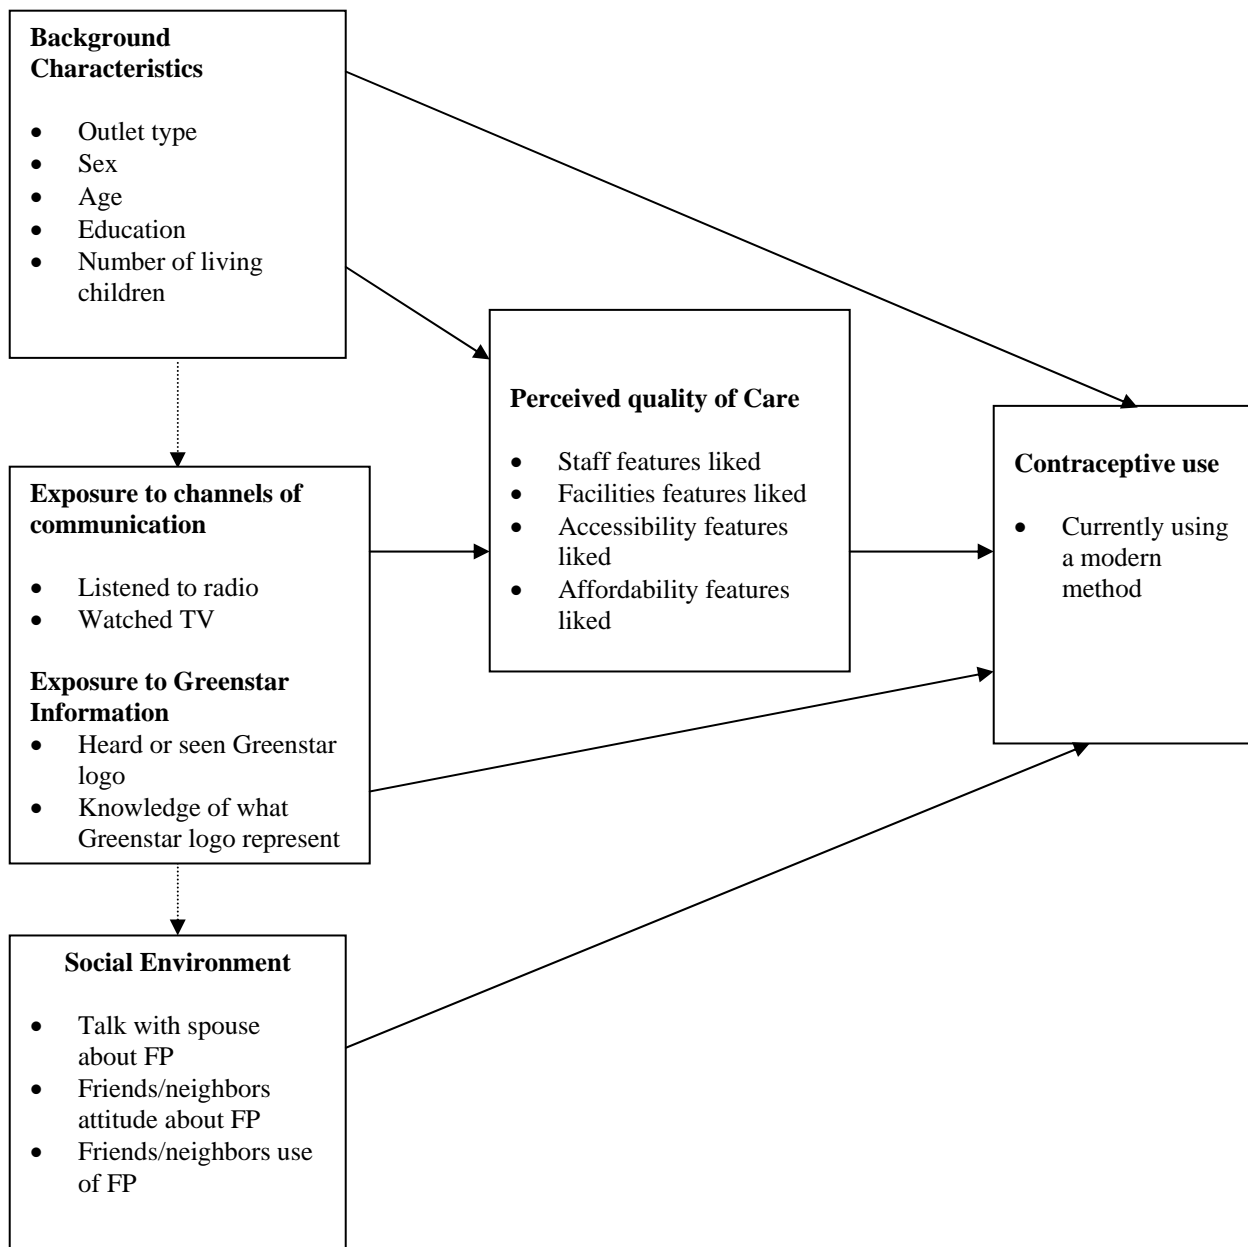 Background
Characteristics
• Outlet type
• Sex
• Age
• Education
• Number of living
children
Exposure to channels of
communication
• Listened to radio
• Watched TV
Exposure to Greenstar
Information
• Heard or seen Greenstar
logo
• Knowledge of what
Greenstar logo represent
Social Environment
• Talk with spouse
about FP
• Friends/neighbors
attitude about FP
• Friends/neighbors use
of FP
Perceived quality of Care
• Staff features liked
• Facilities features liked
• Accessibility features
liked
• Affordability features
liked
Contraceptive use
• Currently using
a modern
method